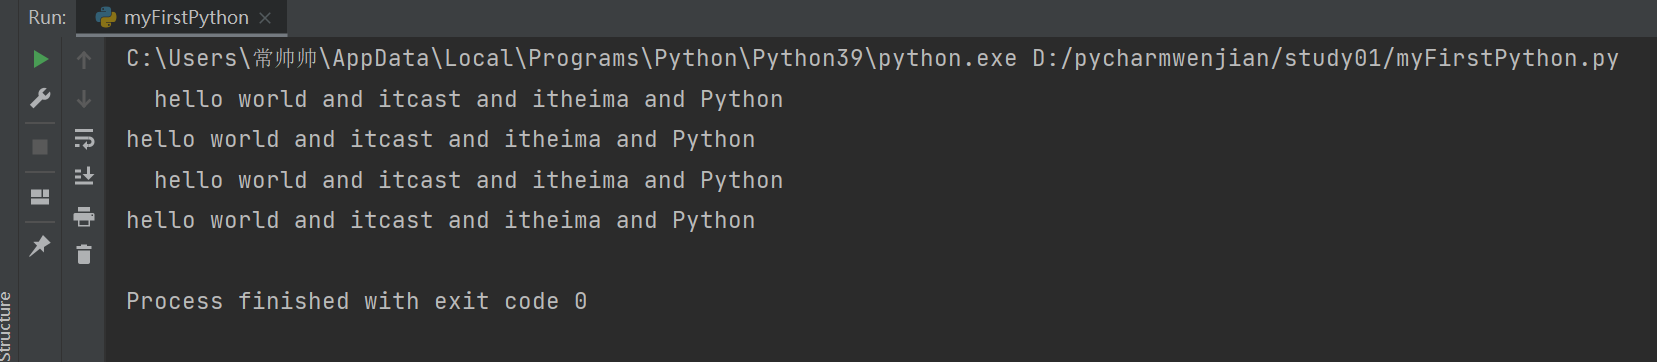 Run: myFirstPython
C:\Users\常帅帅\AppData\Local\Programs\Python\Python39\python.exe D:/pycharmwenjian/study01/myFirstPython.py
  hello world and itcast and itheima and Python
hello world and itcast and itheima and Python
  hello world and itcast and itheima and Python
hello world and itcast and itheima and Python
Process finished with exit code 0
Structure